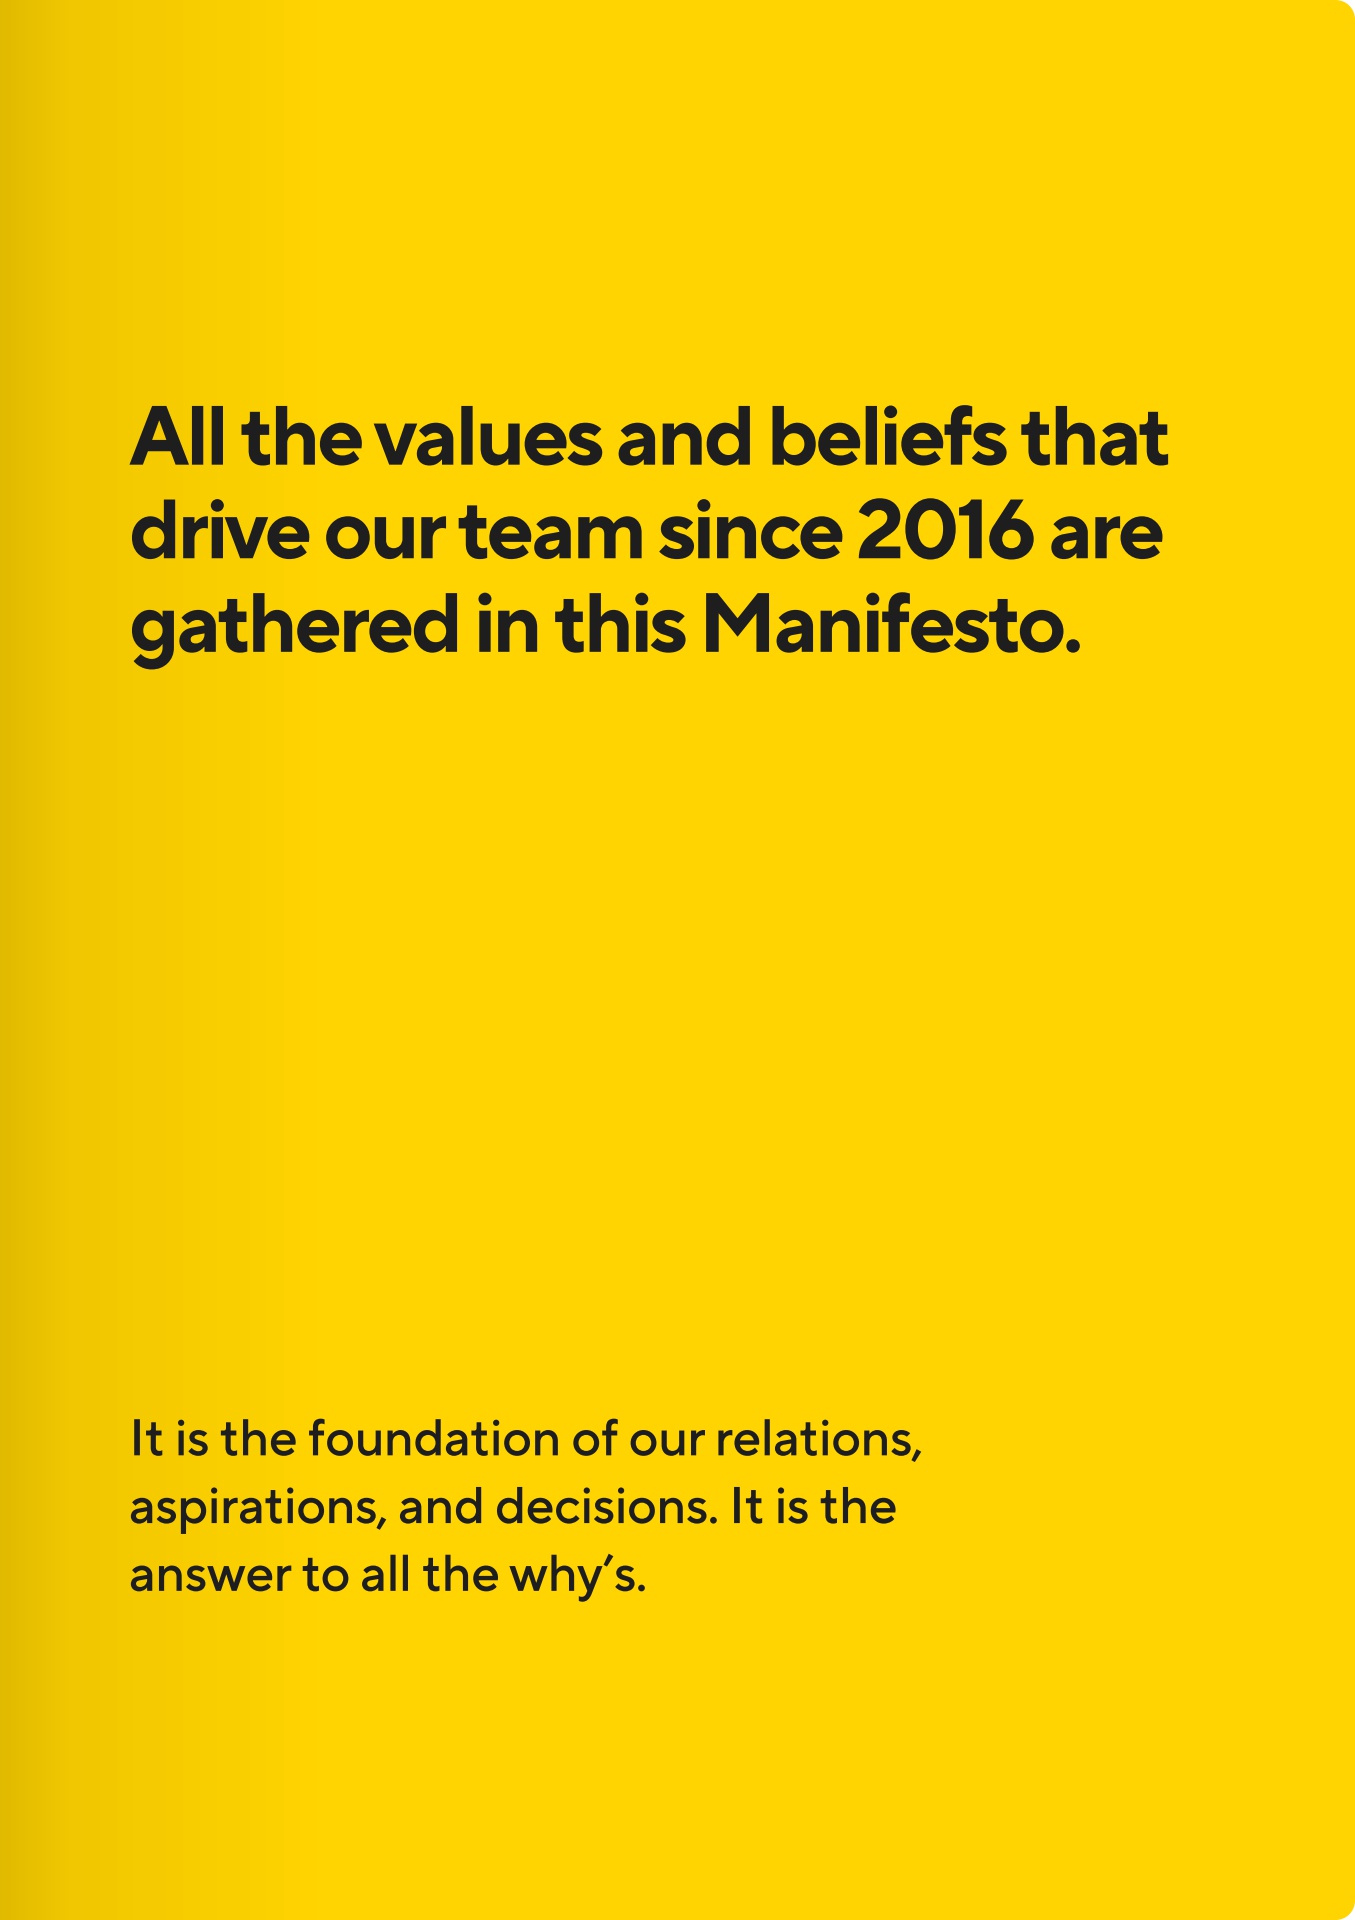 All the values and beliefs that
drive our team since 2016 are
gathered in this Manifesto.
It is the foundation of our relations,
aspirations, and decisions. It is the
answer to all the why’s.